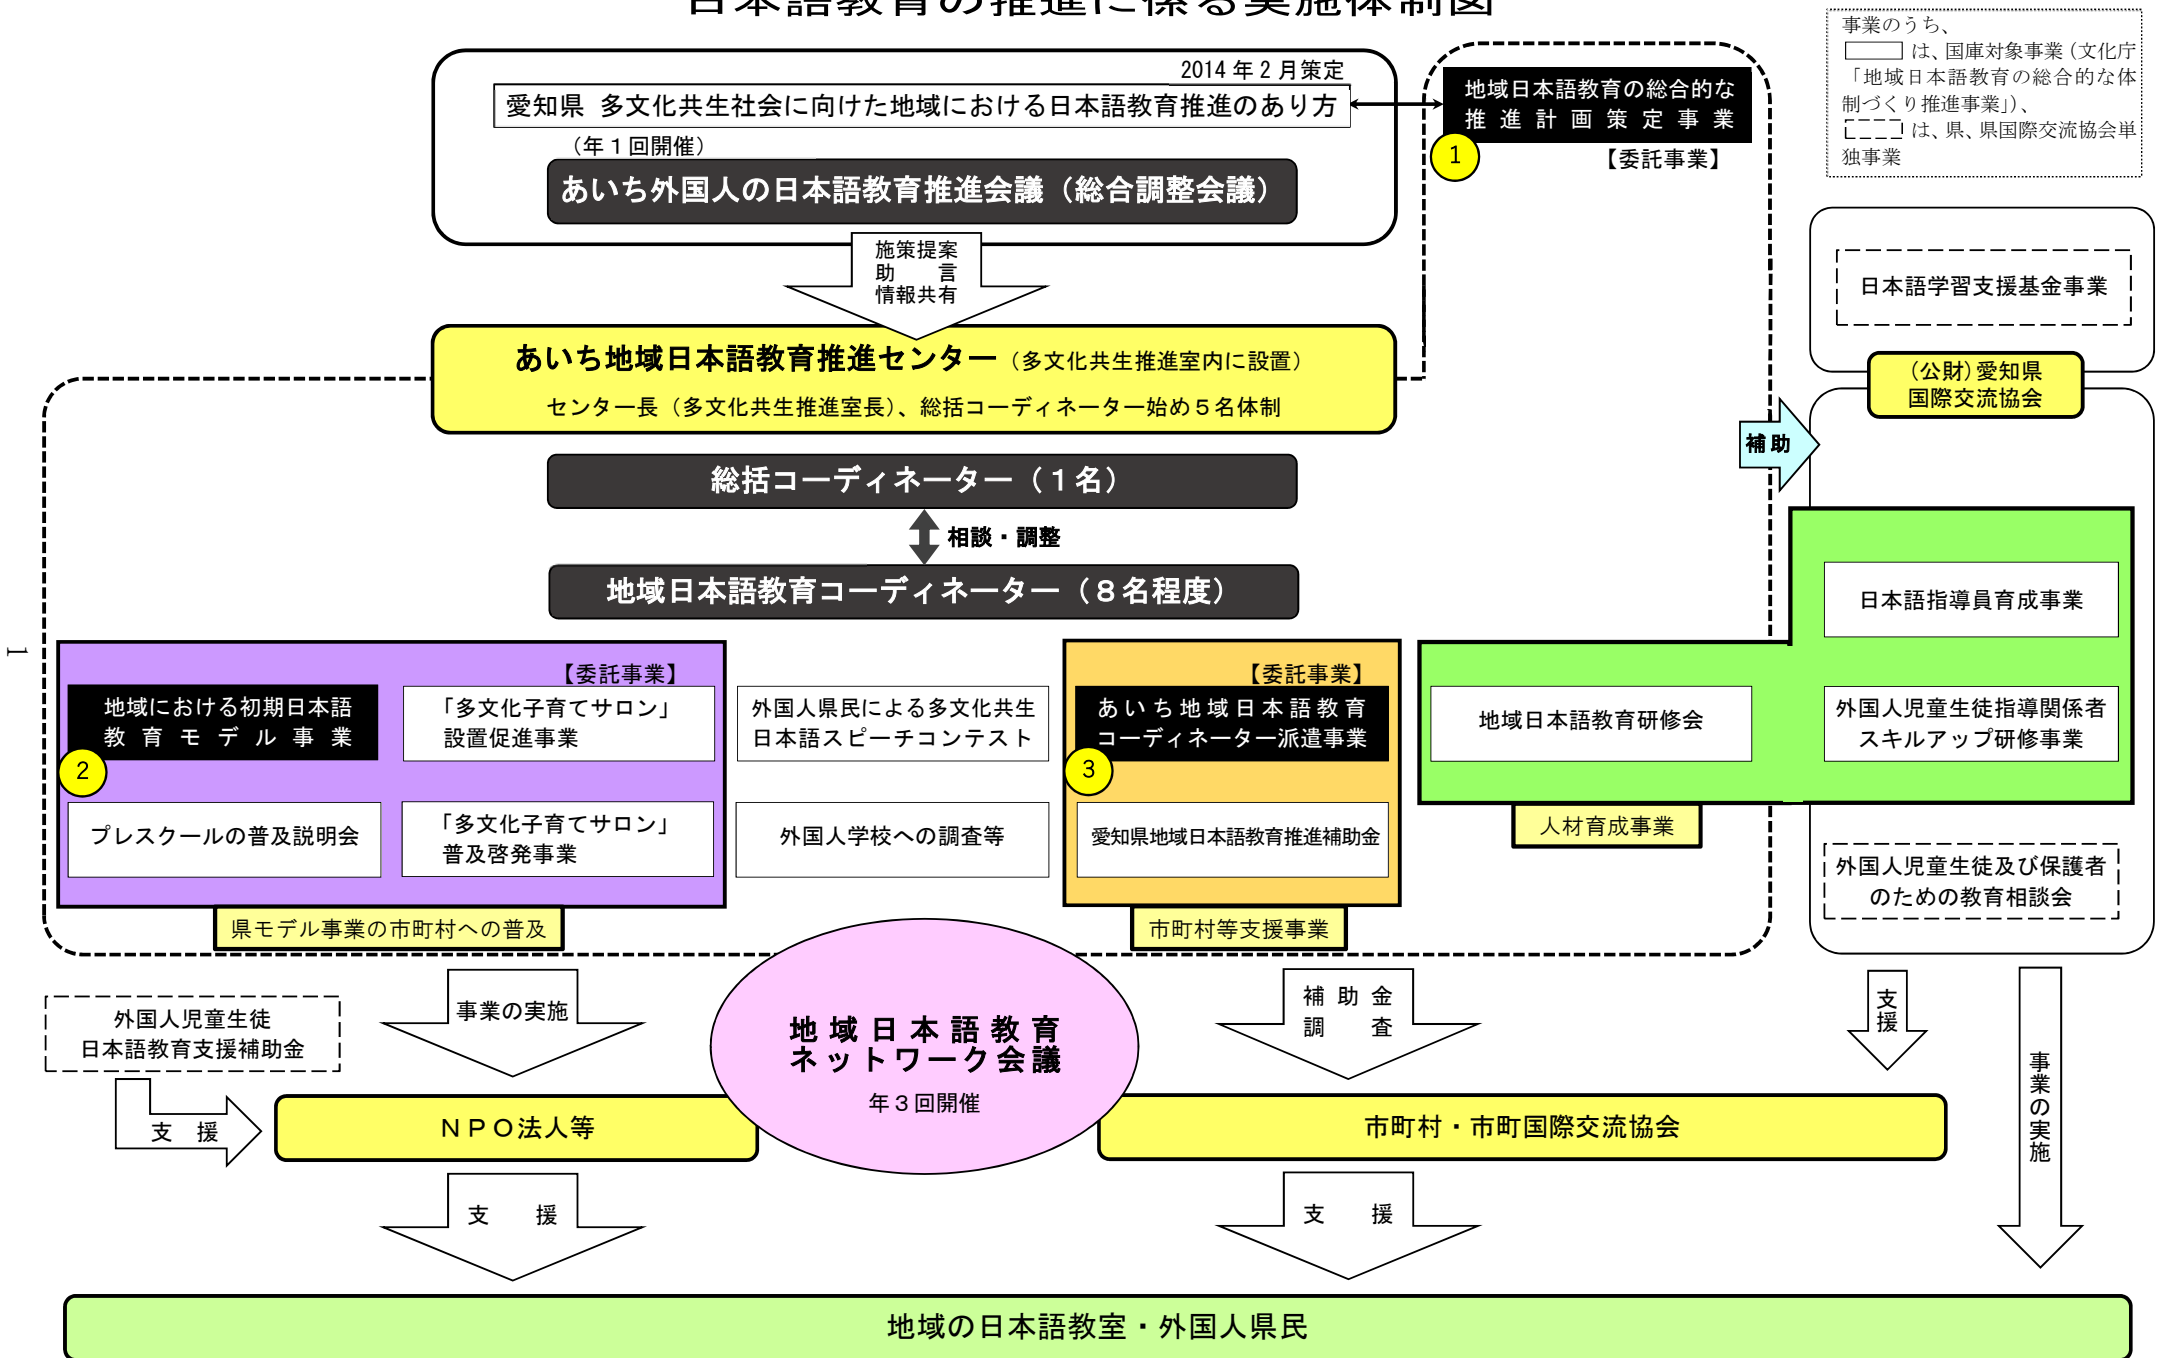 日本語教育の推進に係る実施体制図
事業のうち、
は、国庫対象事業（文化庁
「地域日本語教育の総合的な体
制づくり推進事業」）、
は、県、県国際交流協会単
独事業
2014年2月策定
愛知県 多文化共生社会に向けた地域における日本語教育推進のあり方
（年1回開催）
あいち外国人の日本語教育推進会議（総合調整会議）
地域日本語教育の総合的な
推進計画策定事業
1
【委託事業】
施策提案
助言
情報共有
日本語学習支援基金事業
(公財)愛知県
国際交流協会
あいち地域日本語教育推進センター（多文化共生推進室内に設置）
センター長（多文化共生推進室長）、総括コーディネーター始め５名体制
補助
総括コーディネーター（１名）
相談・調整
地域日本語教育コーディネーター（８名程度）
1
【委託事業】
地域における初期日本語
教育モデル事業
2
「多文化子育てサロン」
設置促進事業
プレスクールの普及説明会
「多文化子育てサロン」
普及啓発事業
県モデル事業の市町村への普及
外国人県民による多文化共生
日本語スピーチコンテスト
外国人学校への調査等
【委託事業】
あいち地域日本語教育
コーディネーター派遣事業
3
愛知県地域日本語教育推進補助金
市町村等支援事業
地域日本語教育研修会
日本語指導員育成事業
外国人児童生徒指導関係者
スキルアップ研修事業
人材育成事業
外国人児童生徒及び保護者
のための教育相談会
外国人児童生徒
日本語教育支援補助金
支援
事業の実施
地域日本語教育
ネットワーク会議
年３回開催
補助金
調査
支援
事業の実施
ＮＰＯ法人等
市町村・市町国際交流協会
支援
支援
地域の日本語教室・外国人県民